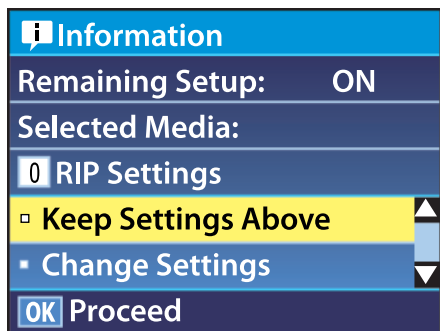 Information
Remaining Setup: ON
Selected Media:
0 RIP Settings
Keep Settings Above
Change Settings
OK Proceed